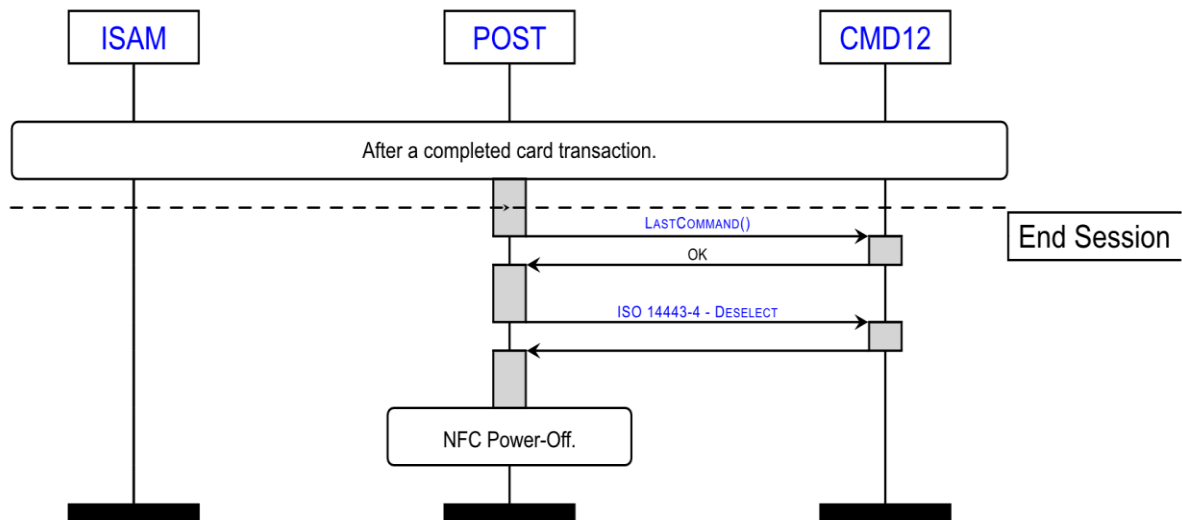 ISAM
POST
CMD12
After a completed card transaction.
LASTCOMMAND()
End Session
OK
ISO 14443-4 - DESELECT
NFC Power-Off.